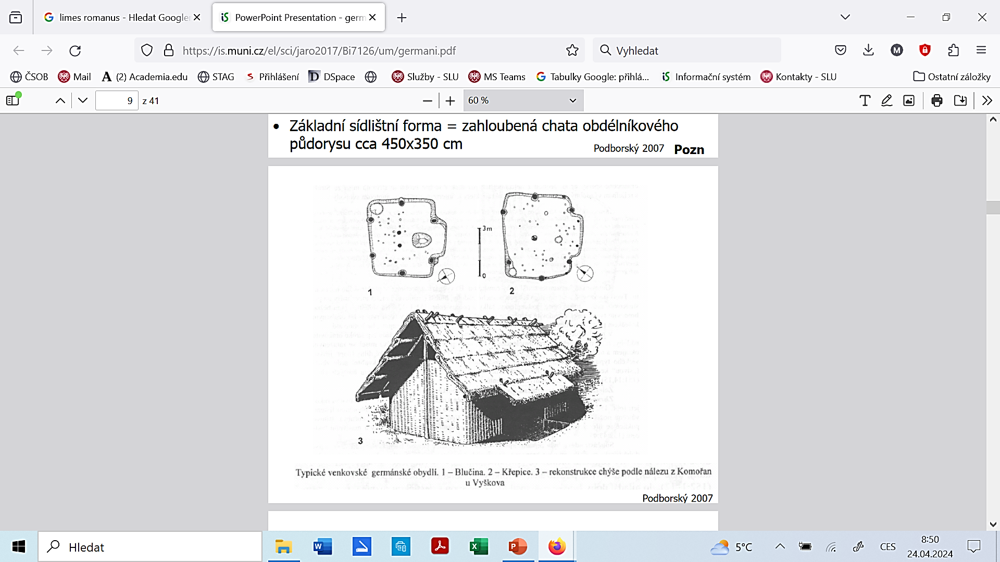 limes romanus - Hledat Google
PowerPoint Presentation - germ
https://is.muni.cz/el/sci/jaro2017/Bi7126/um/germani.pdf
Vyhledat
M
ČSOB
Mail
(2) Academia.edu
STAG
Přihlášení
DSpace
Služby - SLU
MS Teams
Tabulky Google: přihlá...
Informační systém
Kontakty - SLU
Ostatní záložky
9 z 41
60 %
• Základní sídlištní forma = zahloubená chata obdélníkového
půdorysu cca 450x350 cm
Podborský 2007 Pozn
3m
0
1
2
3
Typické venkovské germánské obydlí. 1 – Blučina. 2 – Křepice. 3 – rekonstrukce chýše podle nálezu z Komořan
u Vyškova
Podborský 2007
Hledat
5°C
CES
8:50
24.04.2024